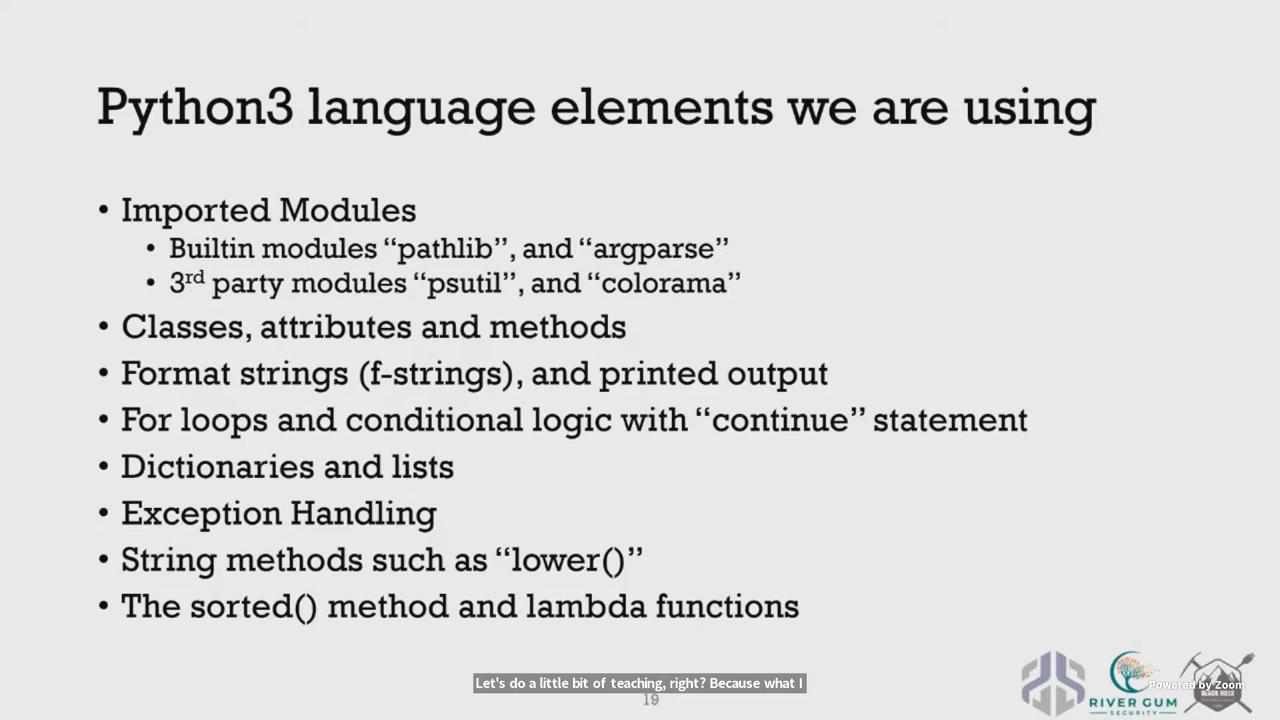 Python3 language elements we are using
• Imported Modules
• Builtin modules “pathlib”, and “argparse”
• 3rd party modules “psutil”, and “colorama”
• Classes, attributes and methods
• Format strings (f-strings), and printed output
• For loops and conditional logic with “continue” statement
• Dictionaries and lists
• Exception Handling
• String methods such as “lower()”
• The sorted() method and lambda functions
Let's do a little bit of teaching, right? Because what I
19
RIVER GUM
SECURITY
Powered by Zoom
BLACK HILLS